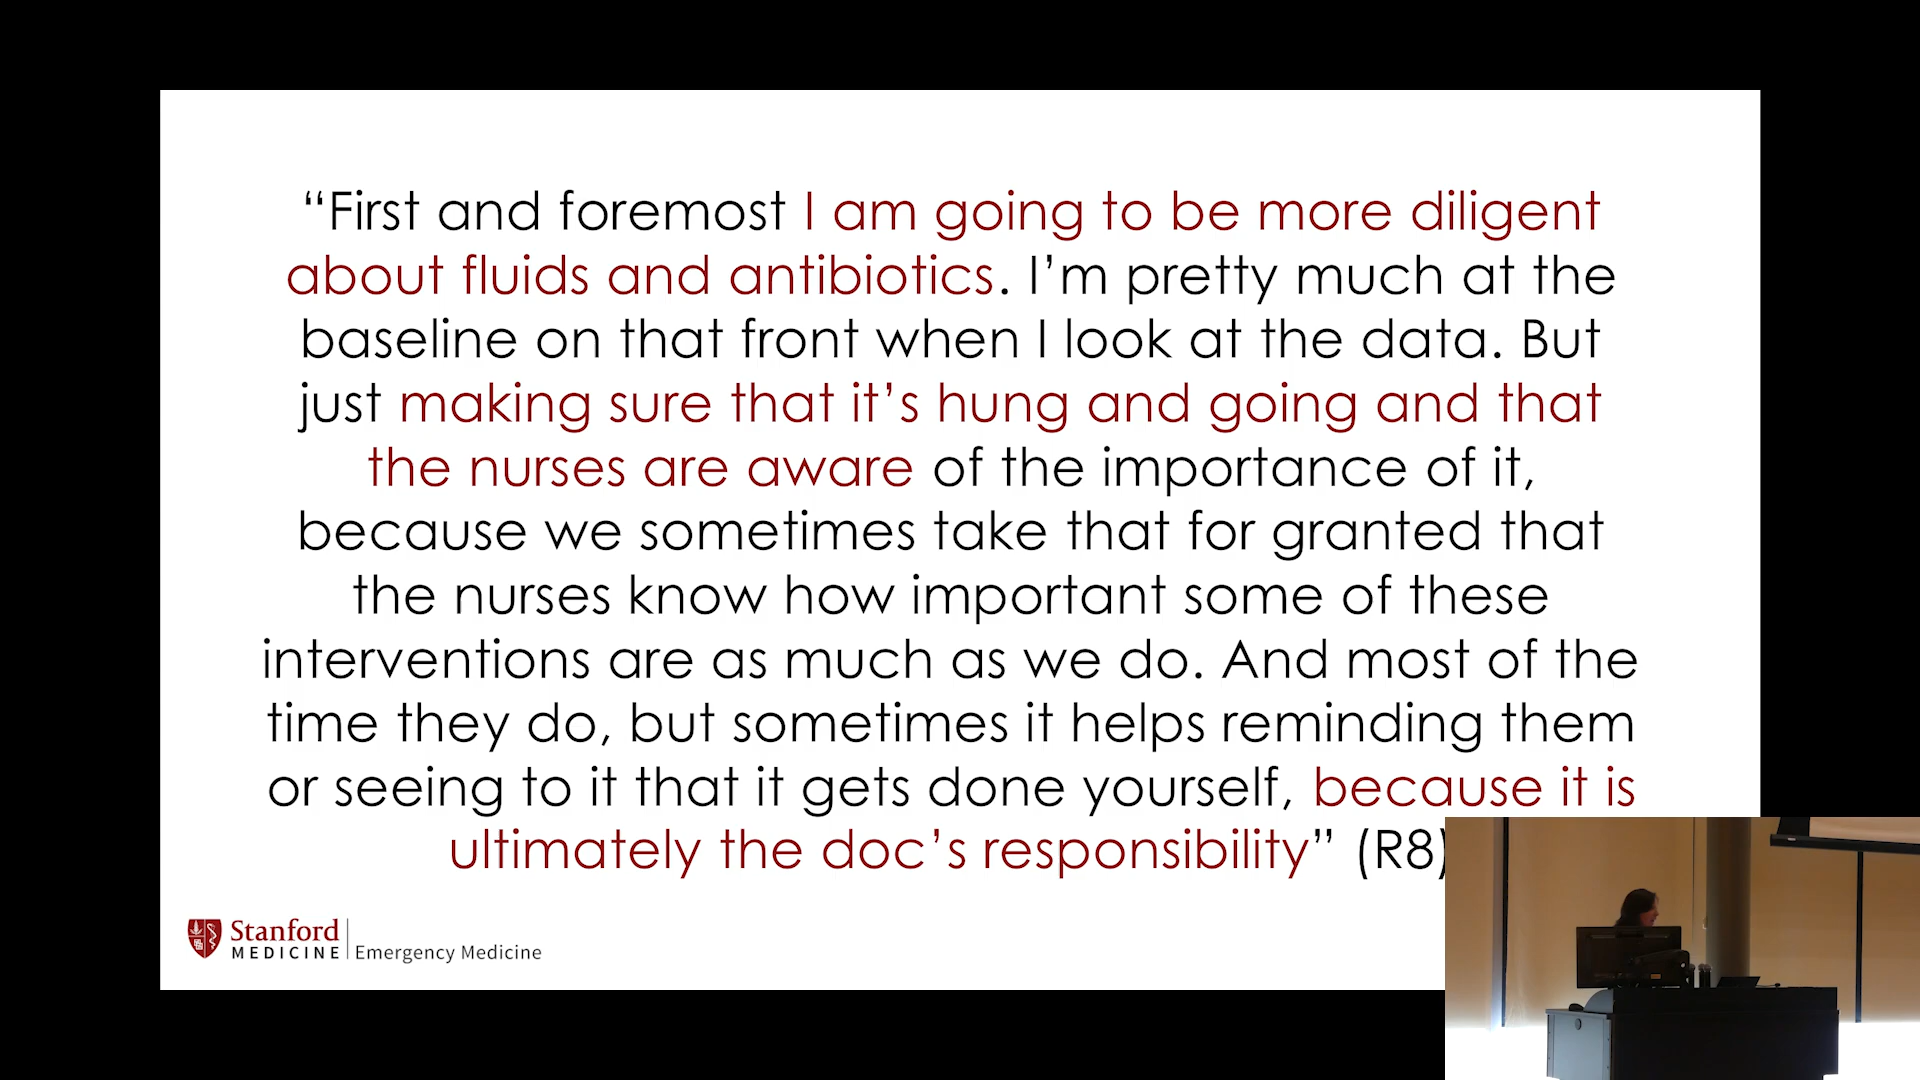 “First and foremost I am going to be more diligent
about fluids and antibiotics. I’m pretty much at the
baseline on that front when I look at the data. But
just making sure that it’s hung and going and that
the nurses are aware of the importance of it,
because we sometimes take that for granted that
the nurses know how important some of these
interventions are as much as we do. And most of the
time they do, but sometimes it helps reminding them
or seeing to it that it gets done yourself, because it is
ultimately the doc’s responsibility” (R8)
Stanford
MEDICINE
Emergency Medicine